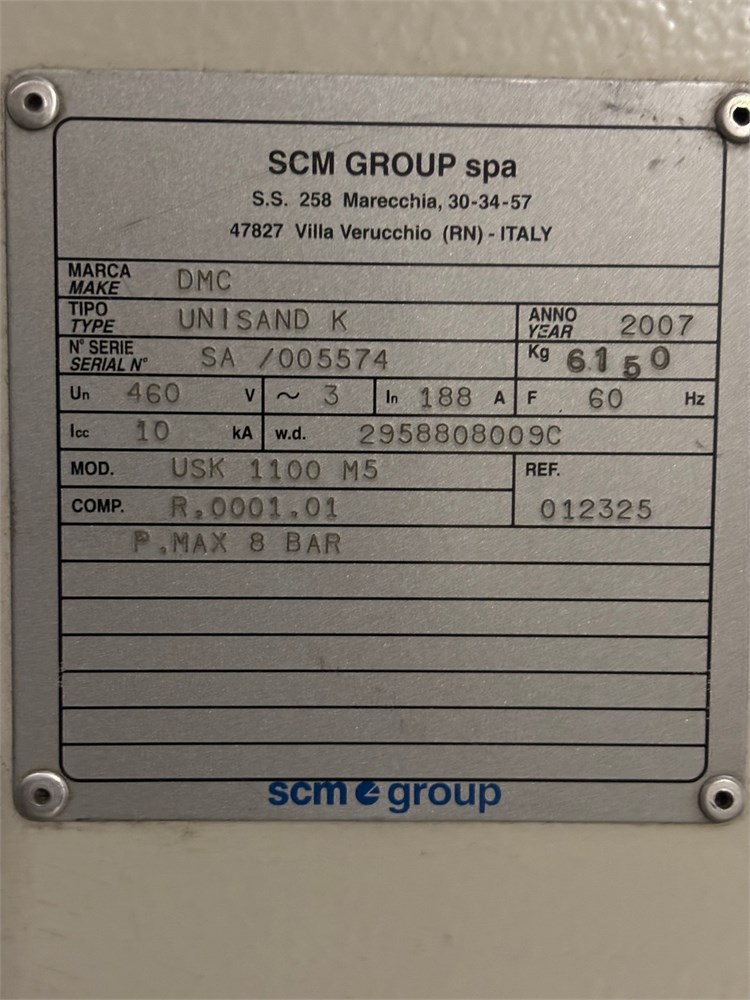 SCM GROUP spa
S.S. 258 Marecchia, 30-34-57
47827 Villa Verucchio (RN) - ITALY
MARCA MAKE DMC
TIPO TYPE UNISAND K ANNO YEAR 2007
N° SERIE SERIAL N° SA /005574 Kg 6150
Un 460 V ~ 3 In 188 A F 60 Hz
Icc 10 kA w.d. 2958808009C
MOD. USK 1100 M5 REF.
COMP. R.0001.01 012325
P.MAX 8 BAR
scm group